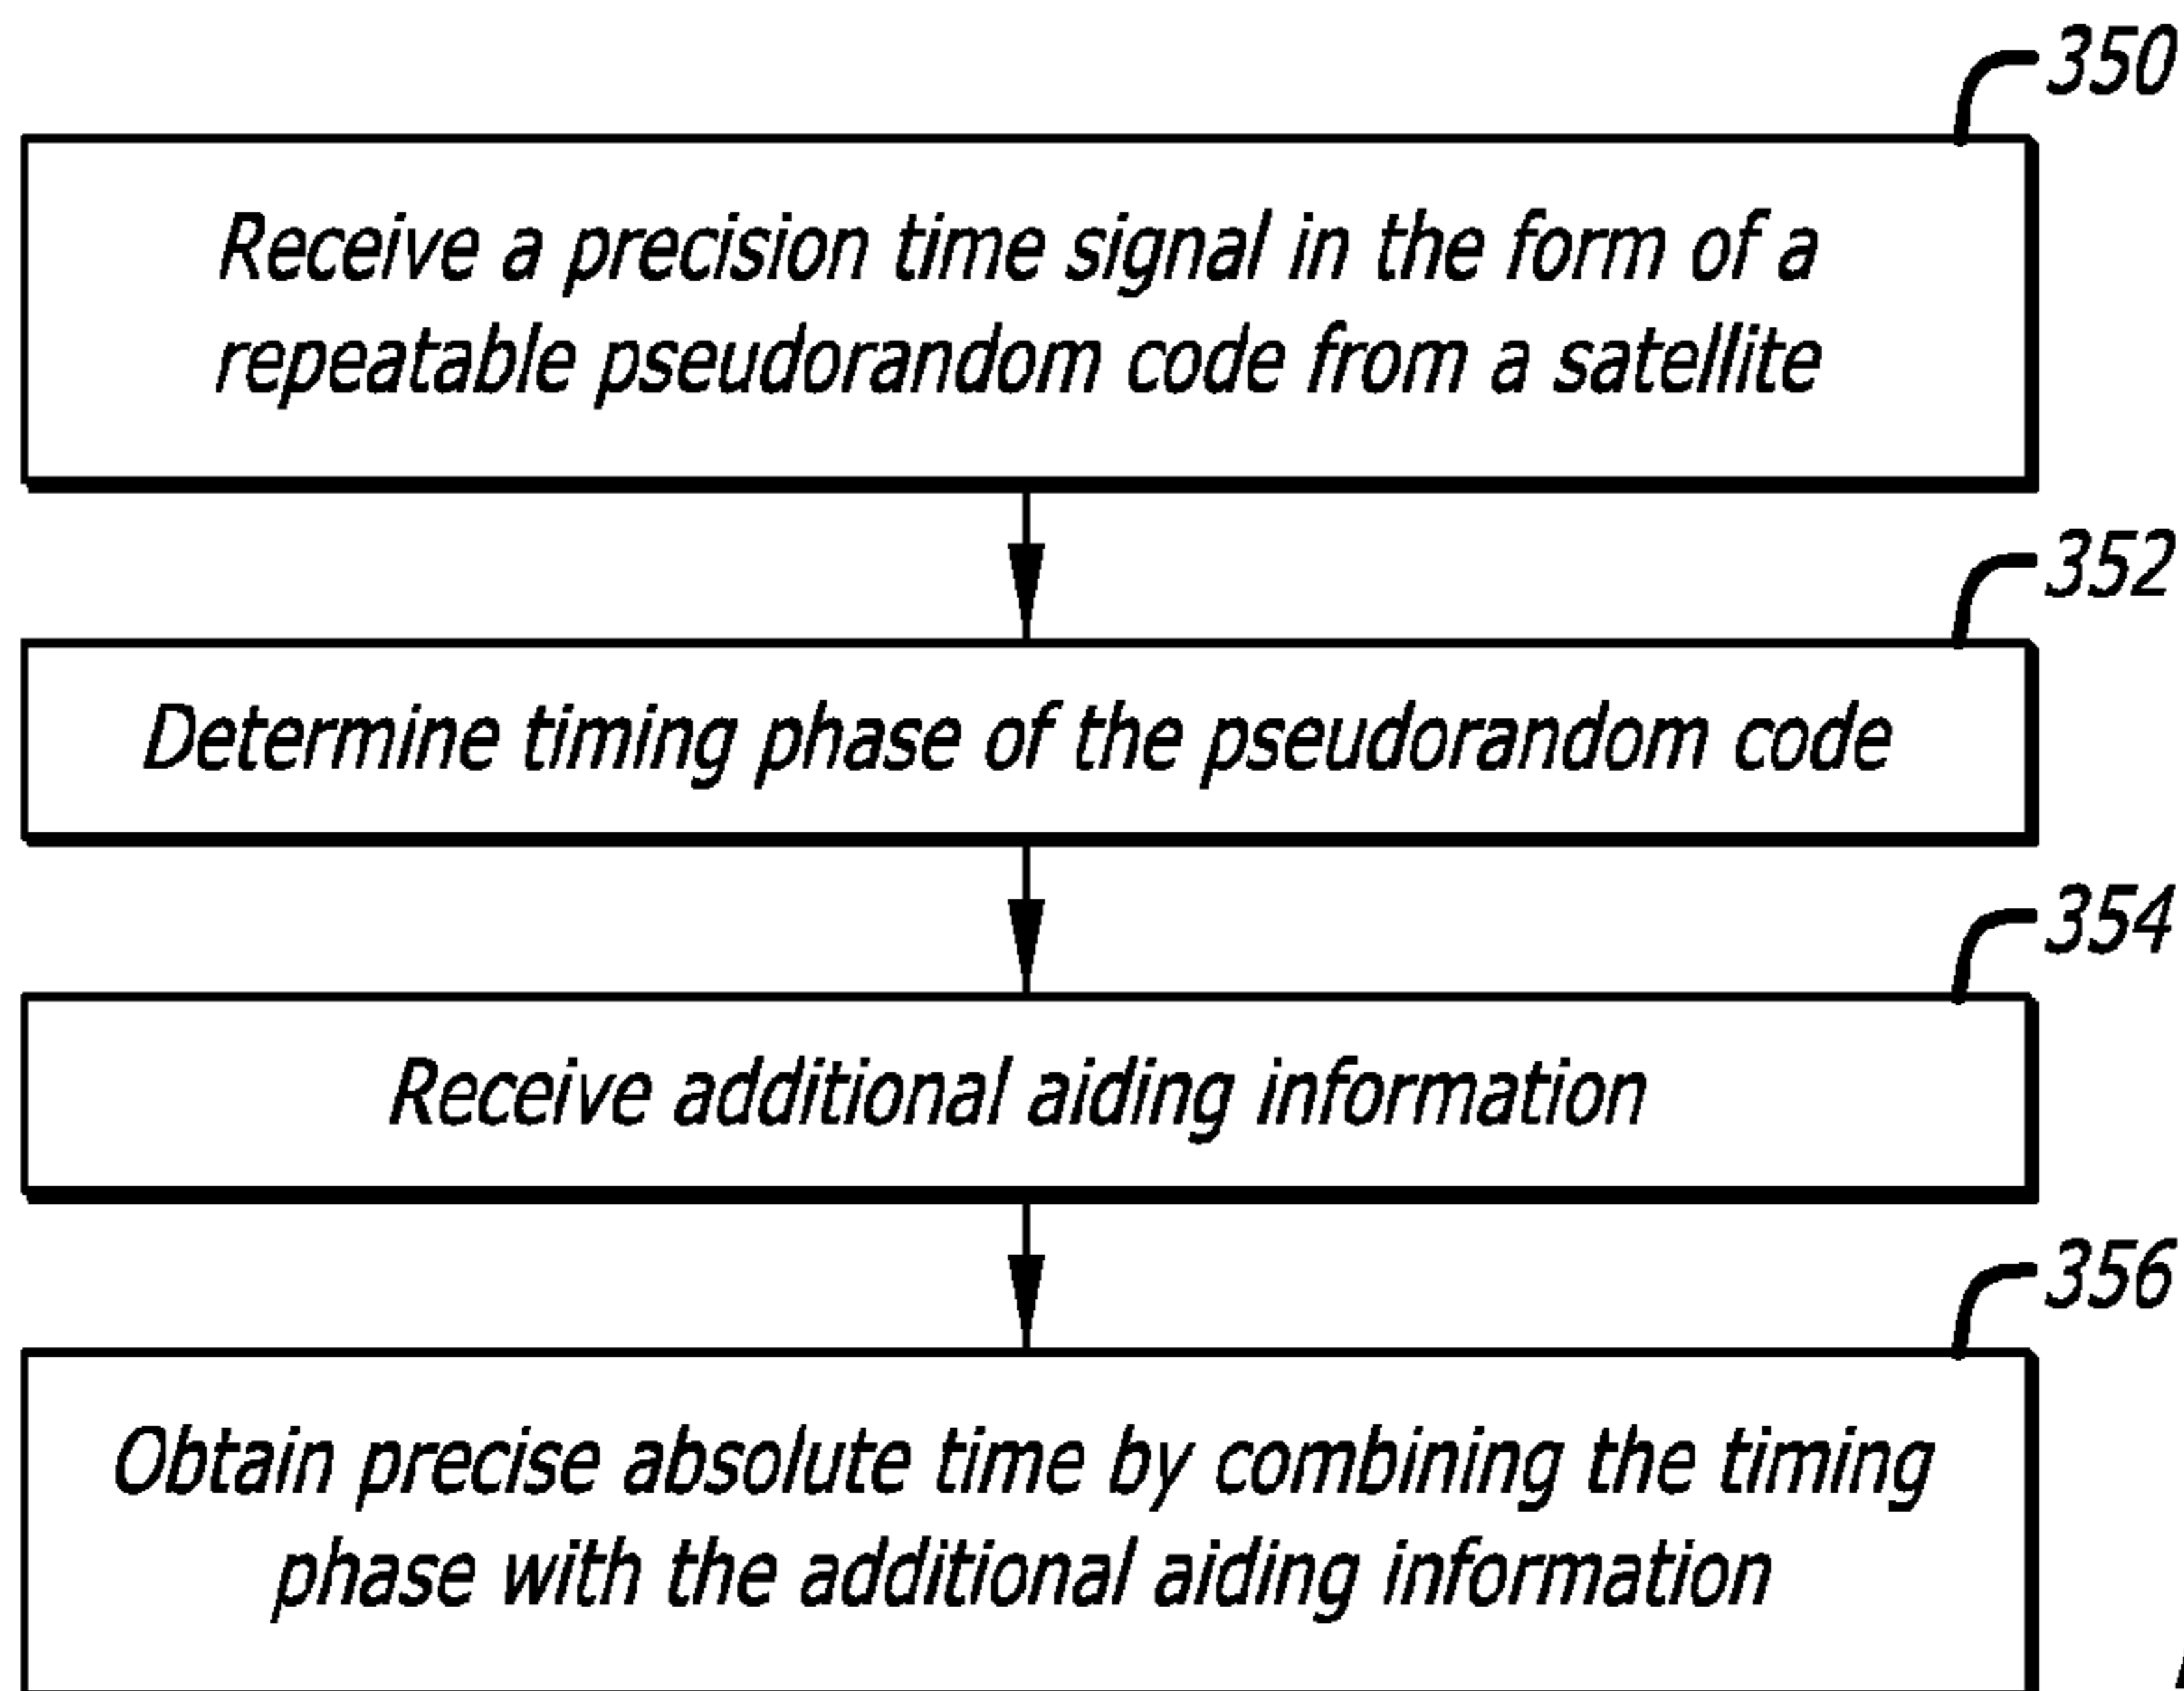 350
Receive a precision time signal in the form of a
repeatable pseudorandom code from a satellite
352
Determine timing phase of the pseudorandom code
354
Receive additional aiding information
356
Obtain precise absolute time by combining the timing
phase with the additional aiding information